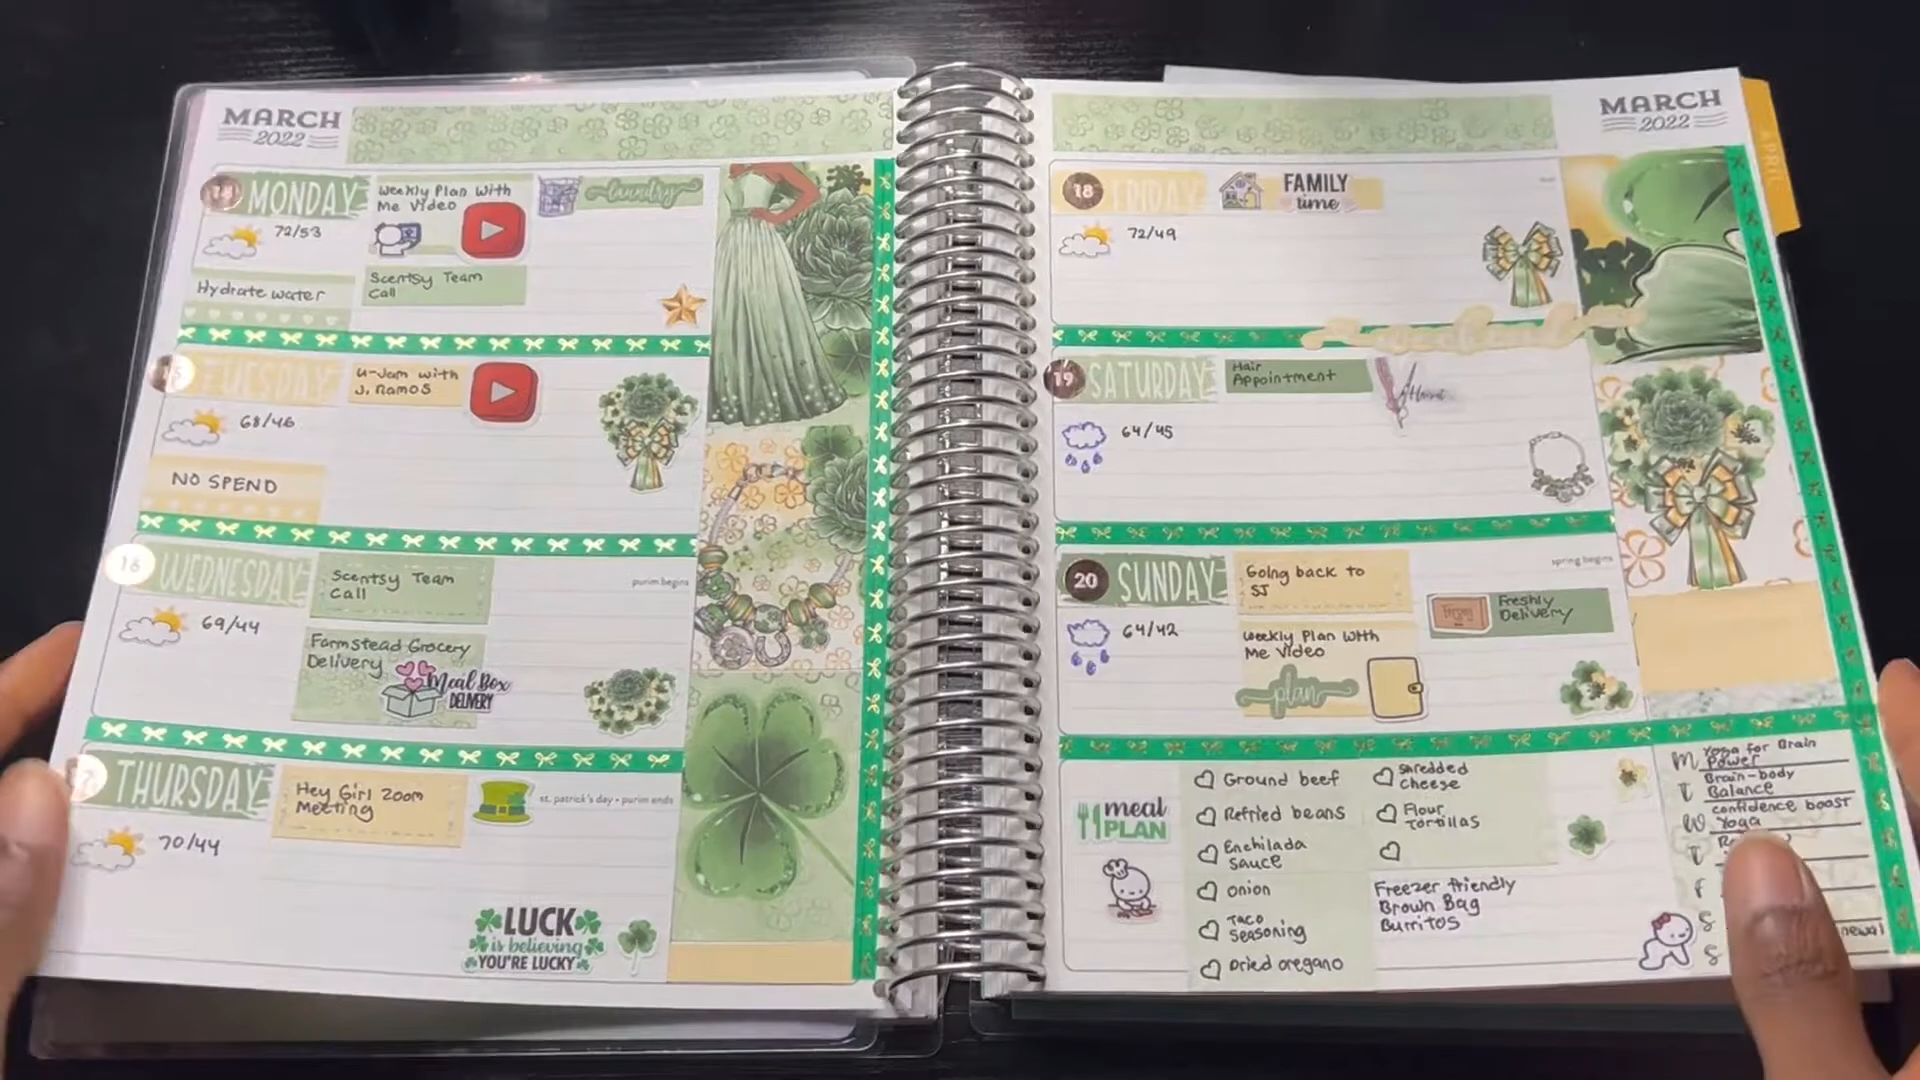 MARCH
2022
14
MONDAY
Weekly Plan With
Me Video
laundry
72/53
Scentsy Team
Call
Hydrate water
15
TUESDAY
U-Jam with
J. Ramos
68/46
NO SPEND
16
WEDNESDAY
Scentsy Team
Call
purim begins
69/44
Farmstead Grocery
Delivery
Meal Box
DELIVERY
17
THURSDAY
Hey Girl Zoom
Meeting
st. patrick's day • purim ends
70/44
LUCK
is believing
YOU'RE LUCKY
MARCH
2022
APRIL
18
FRIDAY
FAMILY
time
72/49
19
SATURDAY
Hair
Appointment
64/45
20
SUNDAY
Going back to
SJ
spring begins
Freshly
Delivery
64/42
Weekly Plan With
Me Video
plan
meal
PLAN
Ground beef
Refried beans
Enchilada
sauce
onion
Taco
Seasoning
Dried oregano
Shredded
Cheese
Flour
Tortillas
Freezer friendly
Brown Bag
Burritos
M Yoga for Brain
Power
T Brain-body
Balance
W Confidence boost
Yoga
T
F
S
S